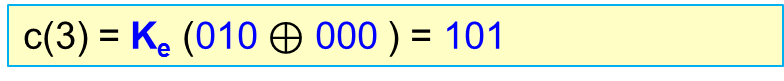 c(3) = Kₑ (010 ⊕ 000 ) = 101